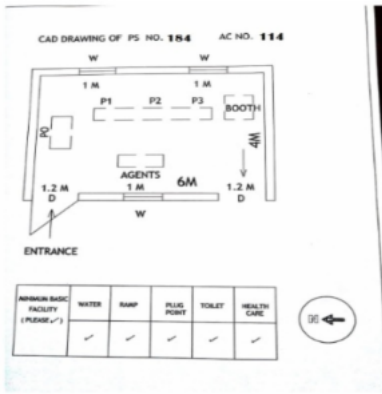 CAD DRAWING OF PS NO. 184 AC NO. 114
W W
1 M 1 M
P1 P2 P3 BOOTH
PO
4M
AGENTS
1.2 M 1 M 6M 1.2 M
D D
W
ENTRANCE
MINIMUN BASIC FACILITY (PLEASE ✓) WATER RAMP PLUG POINT TOILET HEALTH CARE
✓ ✓ ✓ ✓ ✓
N